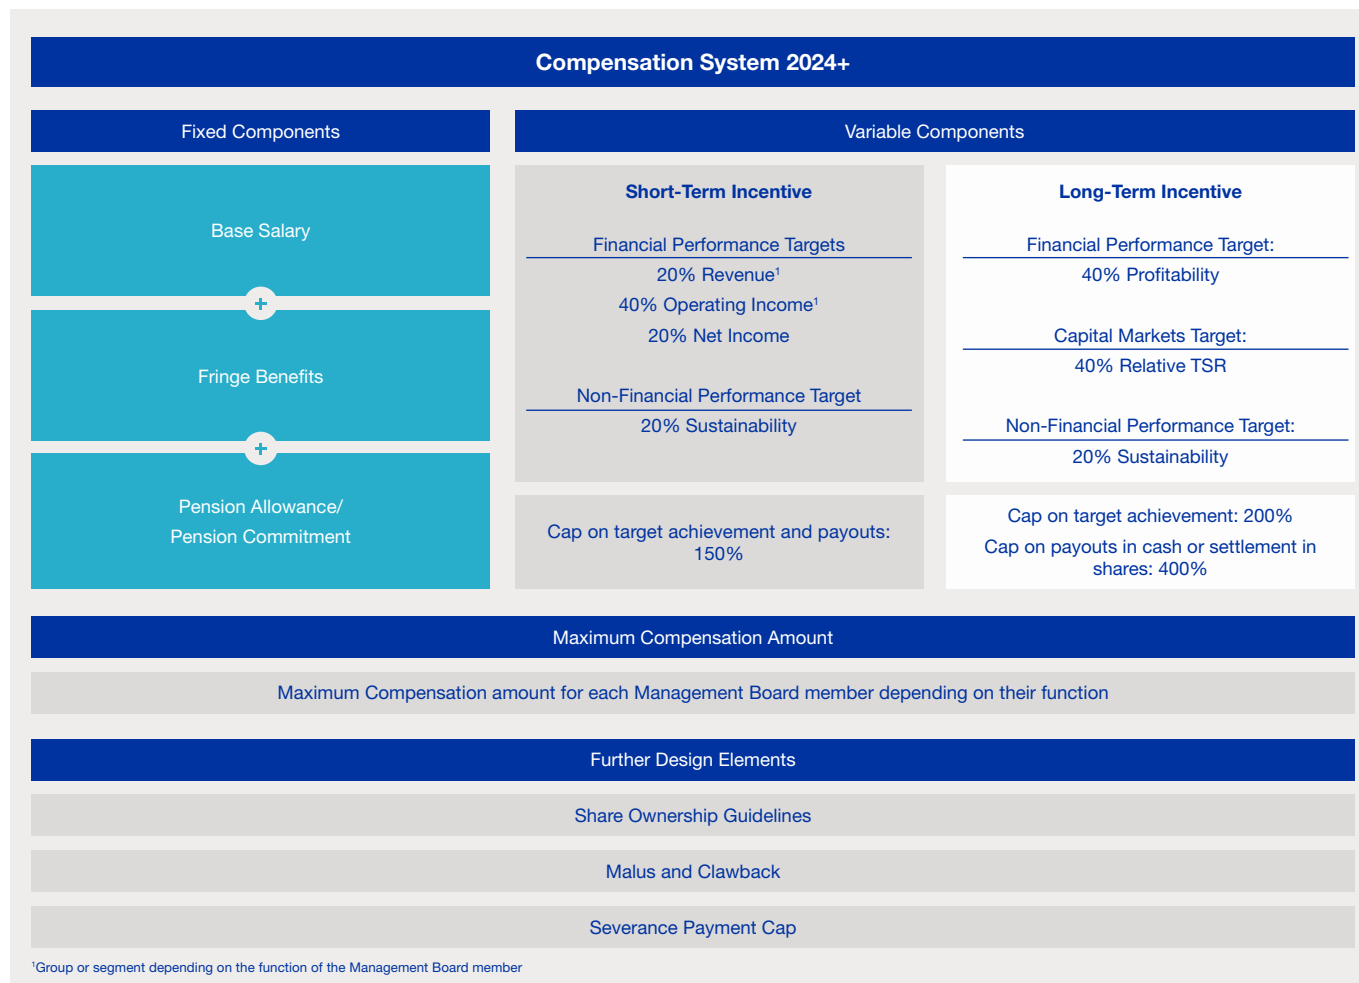 Compensation System 2024+
Fixed Components
Base Salary
+
Fringe Benefits
+
Pension Allowance/
Pension Commitment
Variable Components
Short-Term Incentive
Financial Performance Targets
20% Revenue¹
40% Operating Income¹
20% Net Income
Non-Financial Performance Target
20% Sustainability
Cap on target achievement and payouts:
150%
Long-Term Incentive
Financial Performance Target:
40% Profitability
Capital Markets Target:
40% Relative TSR
Non-Financial Performance Target:
20% Sustainability
Cap on target achievement: 200%
Cap on payouts in cash or settlement in
shares: 400%
Maximum Compensation Amount
Maximum Compensation amount for each Management Board member depending on their function
Further Design Elements
Share Ownership Guidelines
Malus and Clawback
Severance Payment Cap
¹Group or segment depending on the function of the Management Board member